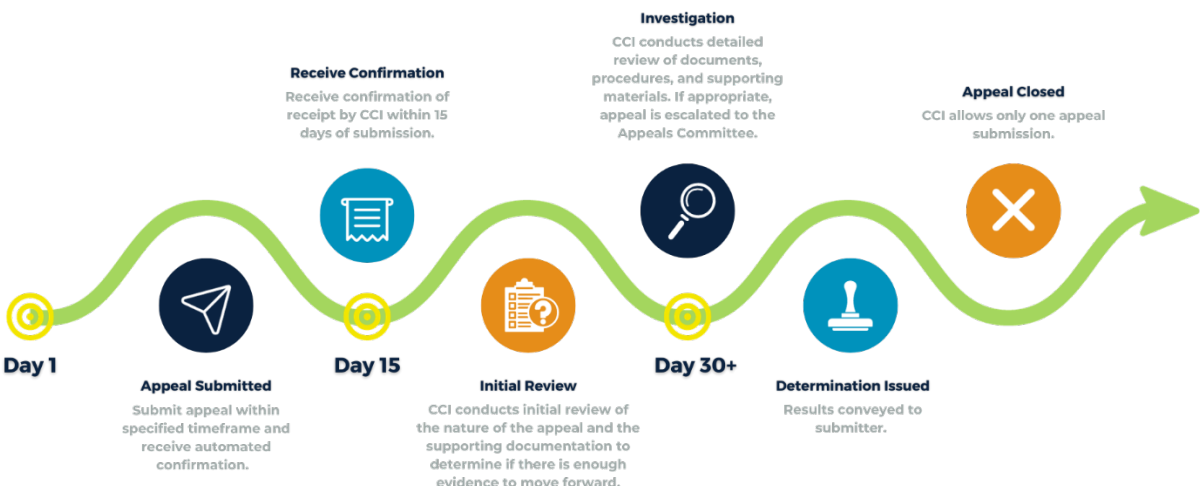 Investigation
CCI conducts detailed
review of documents,
procedures, and supporting
materials. If appropriate,
appeal is escalated to the
Appeals Committee.
Receive Confirmation
Receive confirmation of
receipt by CCI within 15
days of submission.
Appeal Closed
CCI allows only one appeal
submission.
Day 1
Day 15
Day 30+
Appeal Submitted
Submit appeal within
specified timeframe and
receive automated
confirmation.
Initial Review
CCI conducts initial review of
the nature of the appeal and the
supporting documentation to
determine if there is enough
evidence to move forward.
Determination Issued
Results conveyed to
submitter.